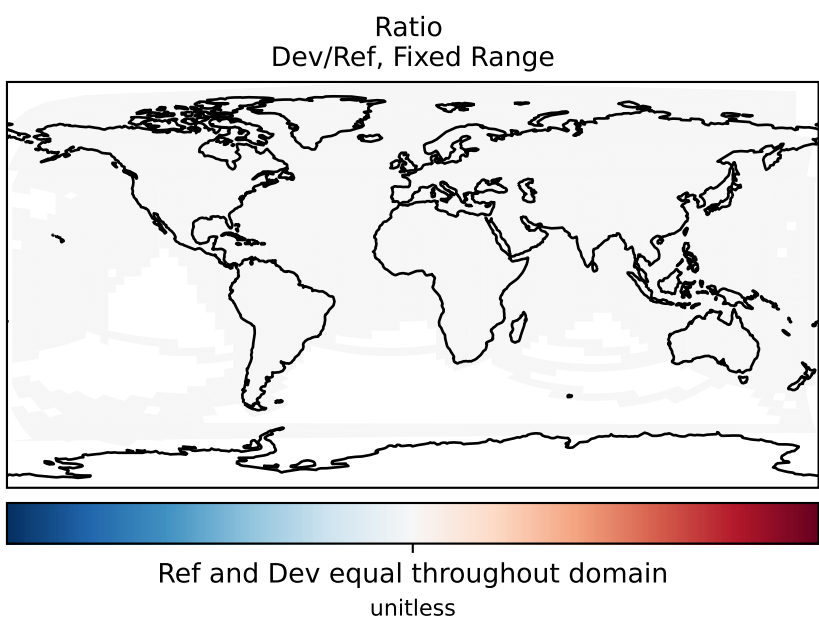 Ratio
Dev/Ref, Fixed Range
Ref and Dev equal throughout domain
unitless